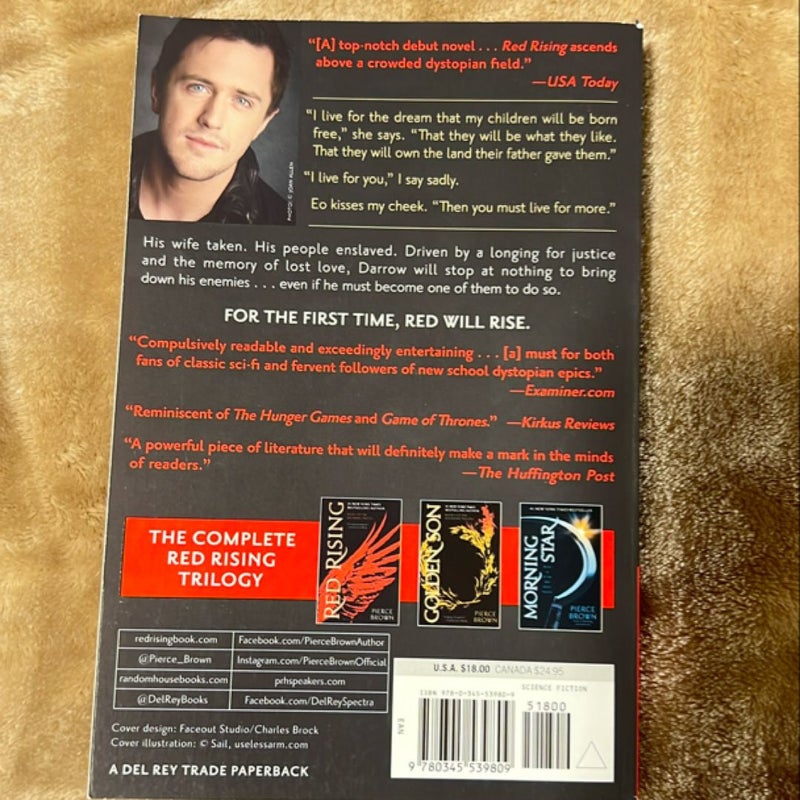 "[A] top-notch debut novel . . . Red Rising ascends
above a crowded dystopian field."
—USA Today
"I live for the dream that my children will be born
free," she says. "That they will be what they like.
That they will own the land their father gave them."
"I live for you," I say sadly.
Eo kisses my cheek. "Then you must live for more."
PHOTO: © JOAN ALLEN
His wife taken. His people enslaved. Driven by a longing for justice
and the memory of lost love, Darrow will stop at nothing to bring
down his enemies . . . even if he must become one of them to do so.
FOR THE FIRST TIME, RED WILL RISE.
"Compulsively readable and exceedingly entertaining . . . [a] must for both
fans of classic sci-fi and fervent followers of new school dystopian epics."
—Examiner.com
"Reminiscent of The Hunger Games and Game of Thrones." —Kirkus Reviews
"A powerful piece of literature that will definitely make a mark in the minds
of readers."
—The Huffington Post
THE COMPLETE
RED RISING
TRILOGY
RED RISING
PIERCE
BROWN
GOLDEN SON
PIERCE
BROWN
MORNING
STAR
PIERCE
BROWN
redrisingbook.com
Facebook.com/PierceBrownAuthor
@Pierce_Brown
Instagram.com/PierceBrownOfficial
randomhousebooks.com
prhspeakers.com
@DelReyBooks
Facebook.com/DelReySpectra
Cover design: Faceout Studio/Charles Brock
Cover illustration: © Sail, uselessarm.com
A DEL REY TRADE PAPERBACK
U.S.A. $18.00 CANADA $24.95
SCIENCE FICTION
ISBN 978-0-345-53980-9
51800
EAN
9 780345 539809